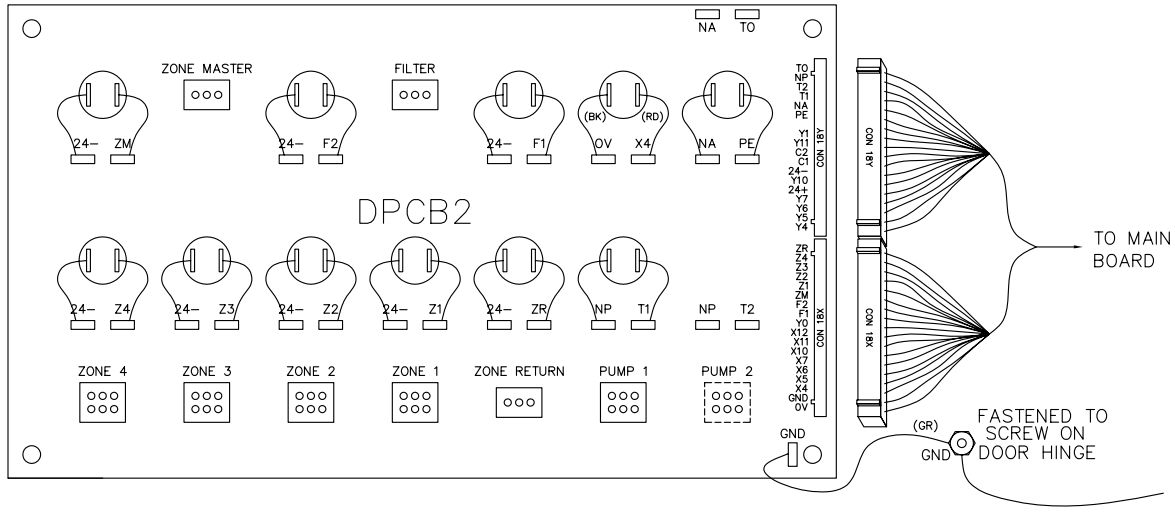 NA TO
ZONE MASTER
FILTER
(BK) (RD)
24- ZM
24- F2
24- F1
0V X4
NA PE
DPCB2
24- Z4
24- Z3
24- Z2
24- Z1
24- ZR
NP T1
NP T2
ZONE 4
ZONE 3
ZONE 2
ZONE 1
ZONE RETURN
PUMP 1
PUMP 2
GND
TO
NP
T2
T1
NA
PE
Y1
Y11
C2
C1
24-
Y10
24+
Y7
Y6
Y5
Y4
CON 18Y
ZR
Z4
Z3
Z2
Z1
ZM
F2
F1
Y0
X12
X11
X10
X7
X6
X5
X4
GND
0V
CON 18X
CON 18Y
CON 18X
TO MAIN
BOARD
(GR)
GND
FASTENED TO
SCREW ON
DOOR HINGE